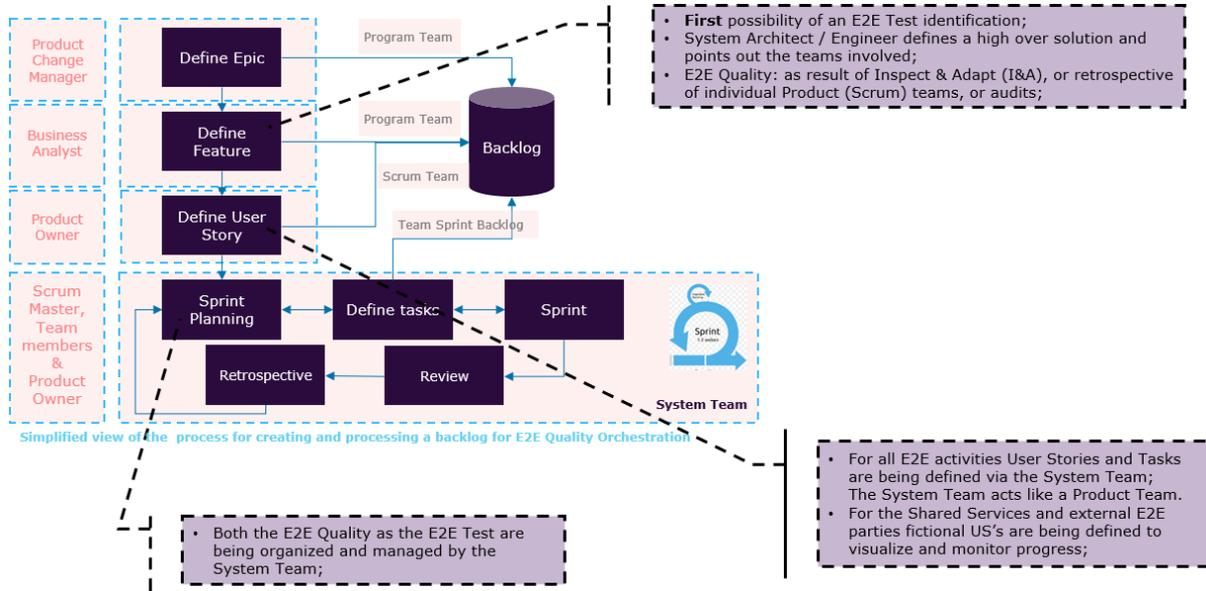 Product
Change
Manager
Define Epic
Program Team
Business
Analyst
Define
Feature
Program Team
Backlog
Scrum Team
Product
Owner
Define User
Story
Team Sprint Backlog
Scrum
Master,
Team
members
&
Product
Owner
Sprint
Planning
Define tasks
Sprint
Retrospective
Review
Sprint
System Team
Simplified view of the process for creating and processing a backlog for E2E Quality Orchestration
• First possibility of an E2E Test identification;
• System Architect / Engineer defines a high over solution and
points out the teams involved;
• E2E Quality: as result of Inspect & Adapt (I&A), or retrospective
of individual Product (Scrum) teams, or audits;
• For all E2E activities User Stories and Tasks
are being defined via the System Team;
The System Team acts like a Product Team.
• For the Shared Services and external E2E
parties fictional US's are being defined to
visualize and monitor progress;
• Both the E2E Quality as the E2E Test are
being organized and managed by the
System Team;